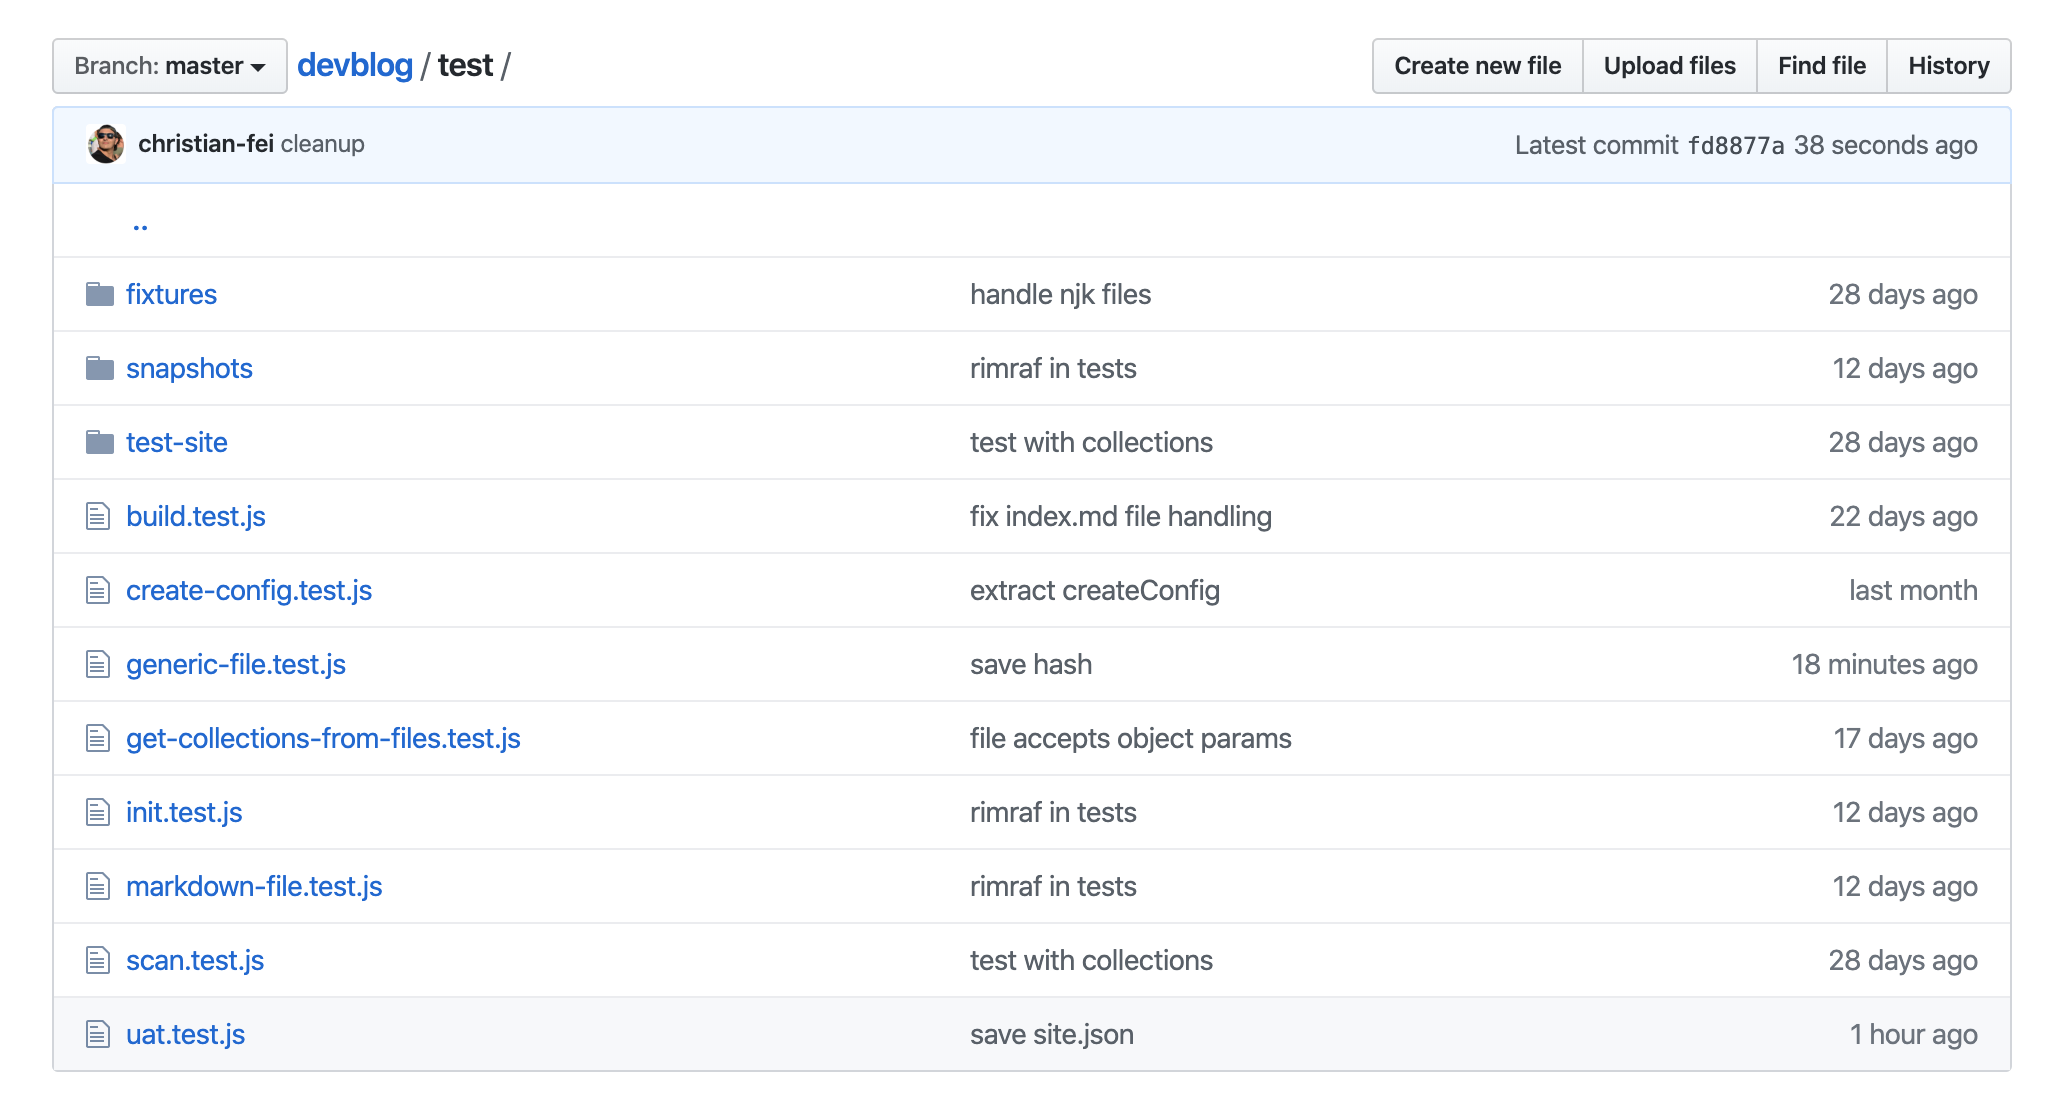 Branch: master devblog / test / Create new file Upload files Find file History
christian-fei cleanup Latest commit fd8877a 38 seconds ago
..
fixtures handle njk files 28 days ago
snapshots rimraf in tests 12 days ago
test-site test with collections 28 days ago
build.test.js fix index.md file handling 22 days ago
create-config.test.js extract createConfig last month
generic-file.test.js save hash 18 minutes ago
get-collections-from-files.test.js file accepts object params 17 days ago
init.test.js rimraf in tests 12 days ago
markdown-file.test.js rimraf in tests 12 days ago
scan.test.js test with collections 28 days ago
uat.test.js save site.json 1 hour ago